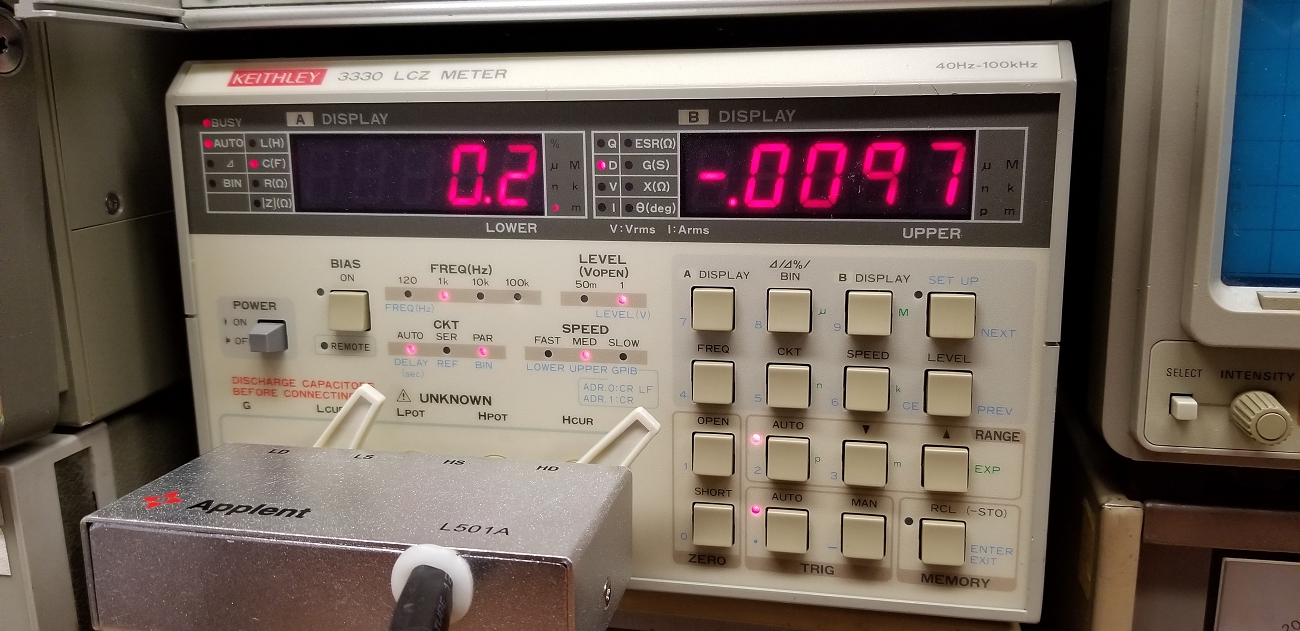 KEITHLEY 3330 LCZ METER
40Hz-100kHz
BUSY A DISPLAY
B DISPLAY
AUTO L(H)
⊿ C(F)
BIN R(Ω)
|Z|(Ω)
0.2
%
μ M
n k
m
LOWER
Q ESR(Ω)
D G(S)
V X(Ω)
I θ(deg)
-.0097
μ M
n k
p m
V:Vrms I:Arms
UPPER
BIAS
ON
FREQ(Hz)
120 1k 10k 100k
FREQ(Hz)
LEVEL
(VOPEN)
50m 1
LEVEL(V)
POWER
ON
OF
REMOTE
CKT
AUTO SER PAR
DELAY REF BIN
(sec)
SPEED
FAST MED SLOW
LOWER UPPER GPIB
ADR.0:CR LF
ADR.1:CR
DISCHARGE CAPACITOR
BEFORE CONNECTING
⚠ UNKNOWN
G LCUR LPOT HPOT HCUR
A DISPLAY
⊿/⊿%/
BIN
B DISPLAY
SET UP
7 8 μ 9 M NEXT
FREQ CKT SPEED LEVEL
4 5 n 6 k CE PREV
OPEN AUTO ▼ ▲ RANGE
1 2 p 3 m EXP
SHORT AUTO MAN RCL (-STO)
0 . - ENTER
EXIT
ZERO TRIG MEMORY
LD LS HS HD
Applent
L501A
SELECT INTENSITY
20